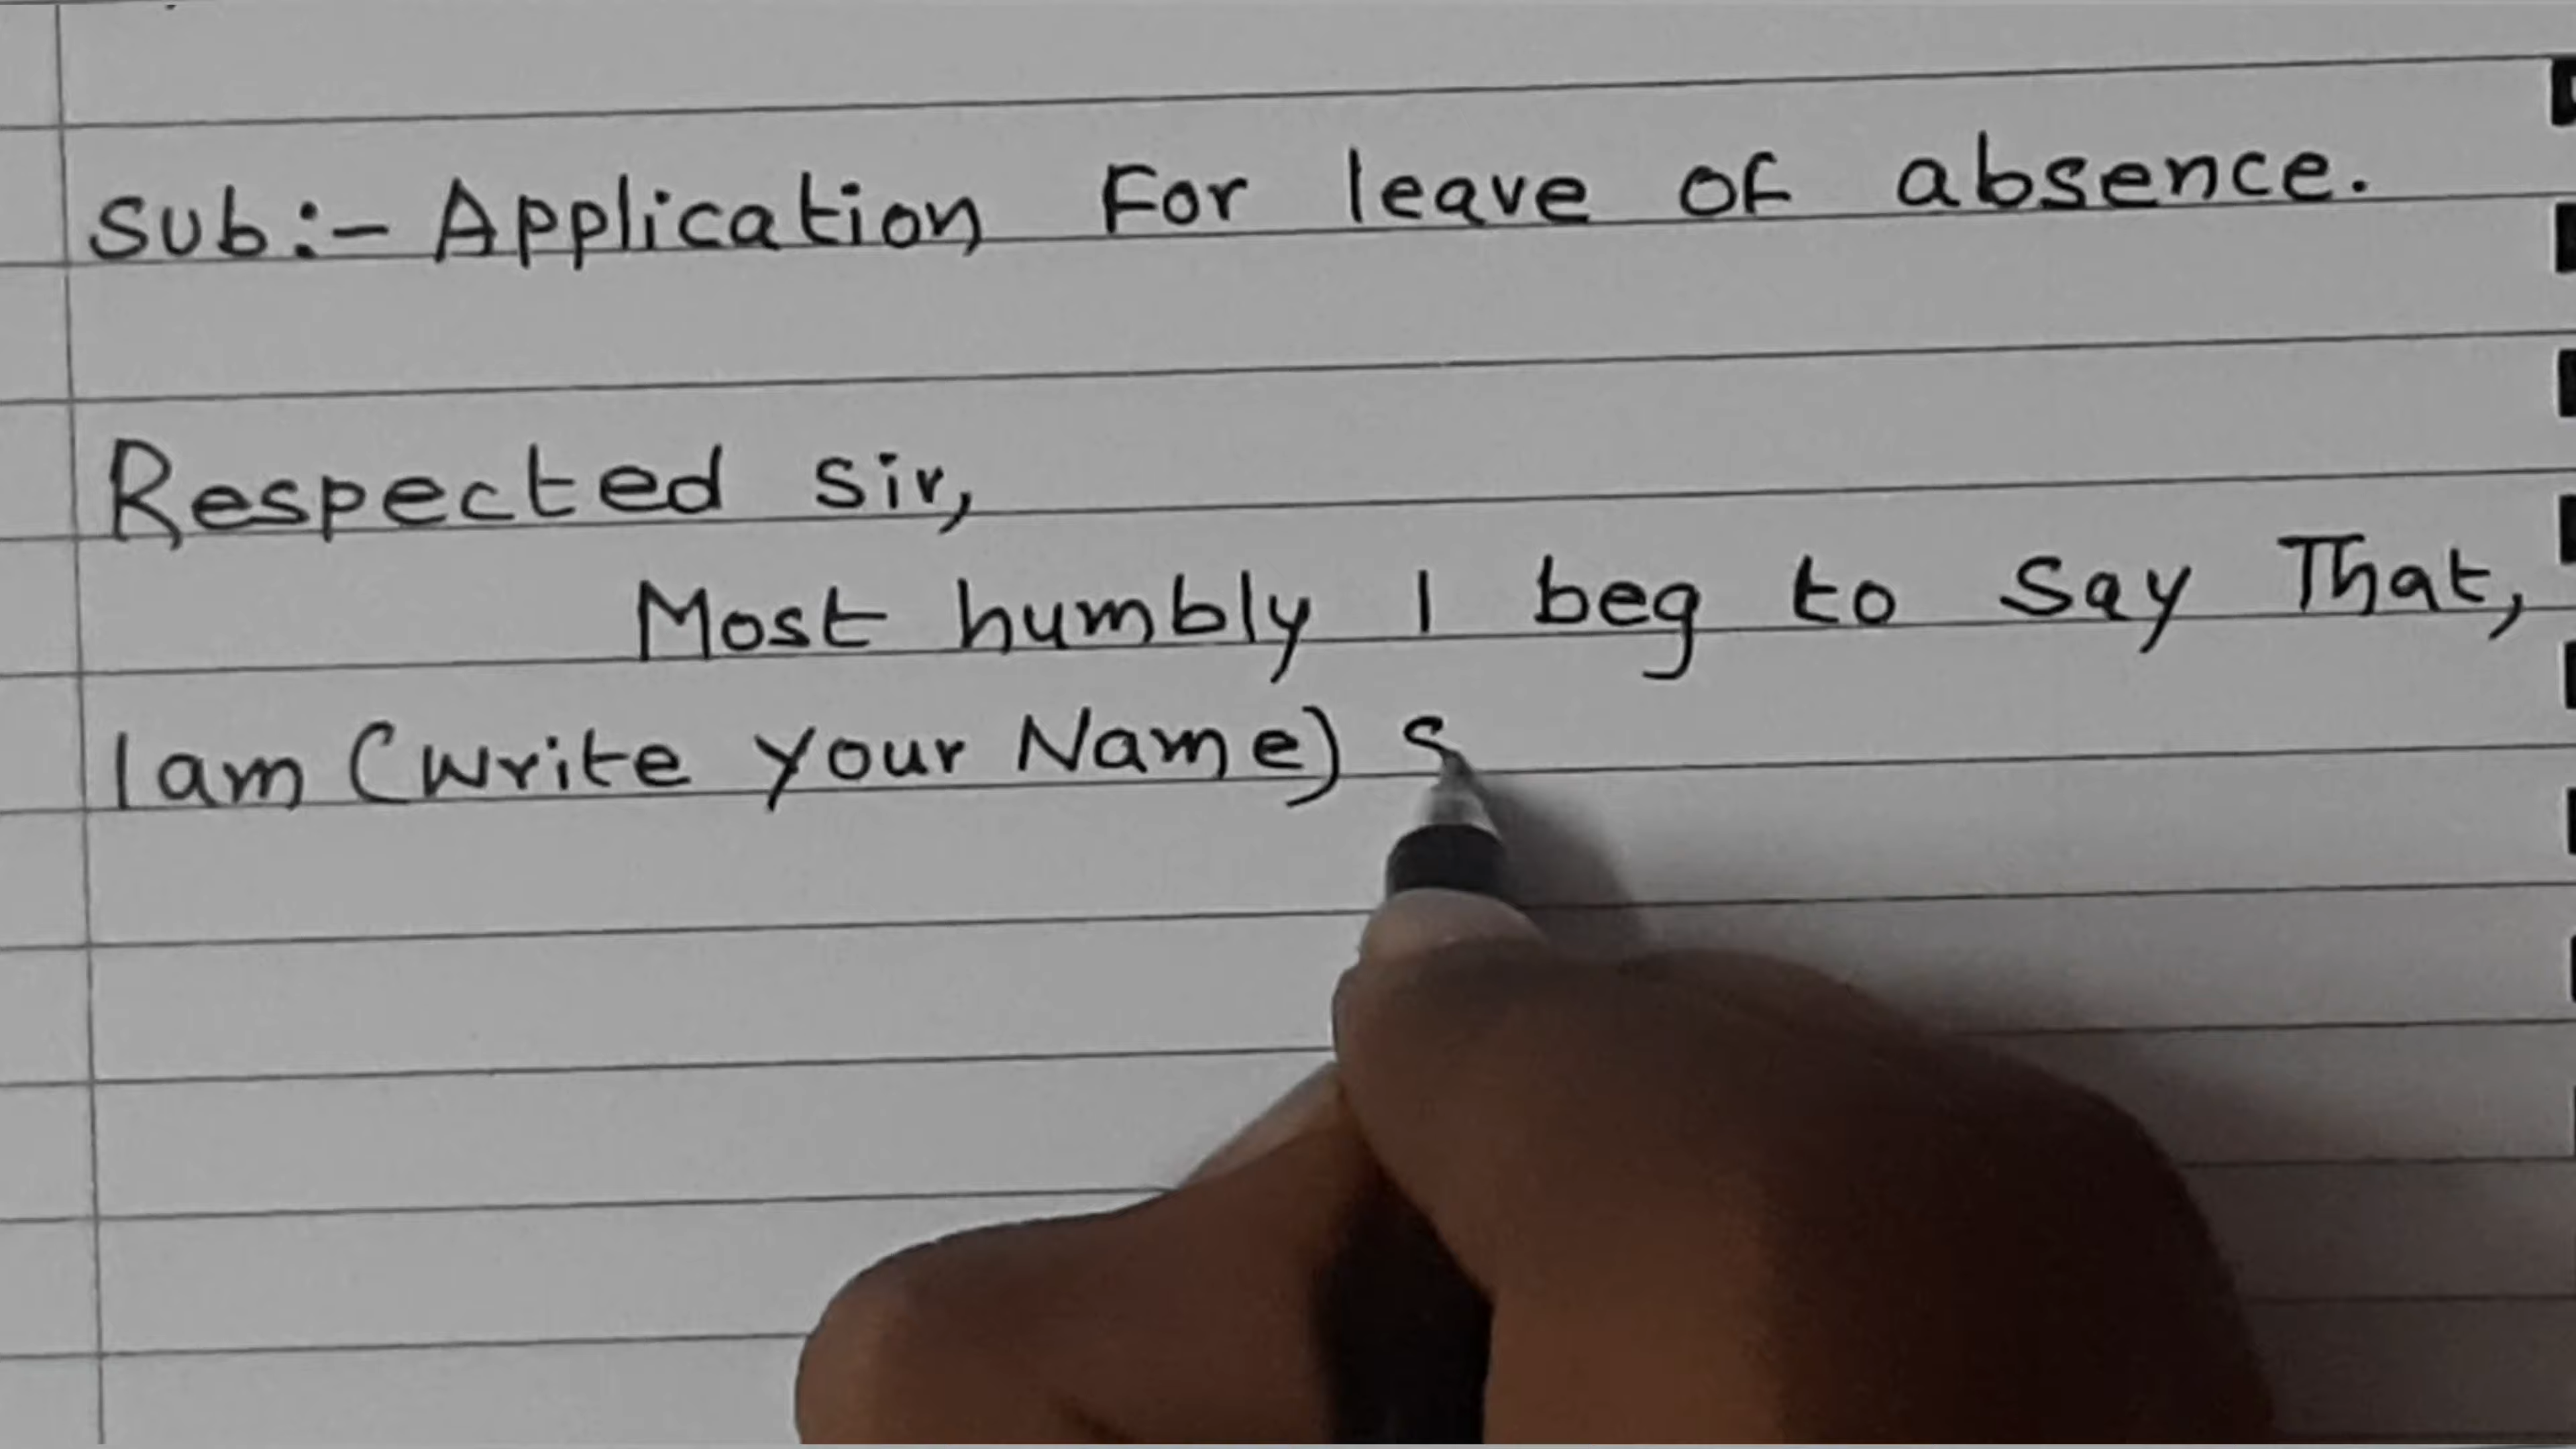 Sub:- Application For leave of absence.
Respected Sir,
Most humbly I beg to say That,
I am (write your Name) S